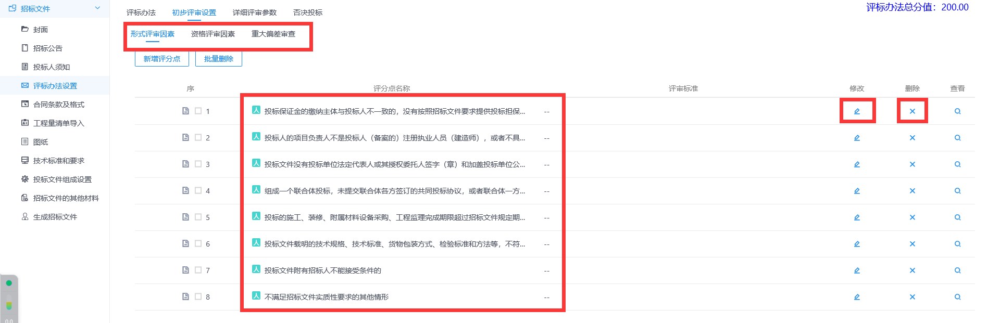 招标文件
封面
招标公告
投标人须知
评标办法设置
合同条款及格式
工程量清单导入
图纸
技术标准和要求
投标文件组成设置
招标文件的其他材料
生成招标文件
评标办法 初步评审设置 详细评审参数 否决投标
评标办法总分值：200.00
形式评审因素 资格评审因素 重大偏差审查
新增评分点 批量删除
序 评分点名称 评审标准 修改 删除 查看
1 人 投标保证金的缴纳主体与投标人不一致的，没有按照招标文件要求提供投标担保... --
2 人 投标人的项目负责人不是投标人（备案的）注册执业人员（建造师），或者不具... --
3 人 投标文件没有投标单位法定代表人或其授权委托人签字（章）和加盖投标单位公... --
4 人 组成一个联合体投标，未提交联合体各方签订的共同投标协议，或者联合体一方... --
5 人 投标的施工、装修、附属材料设备采购、工程监理完成期限超过招标文件规定期... --
6 人 投标文件载明的技术规格、技术标准、货物包装方式、检验标准和方法等，不符... --
7 人 投标文件附有招标人不能接受条件的 --
8 人 不满足招标文件实质性要求的其他情形 --